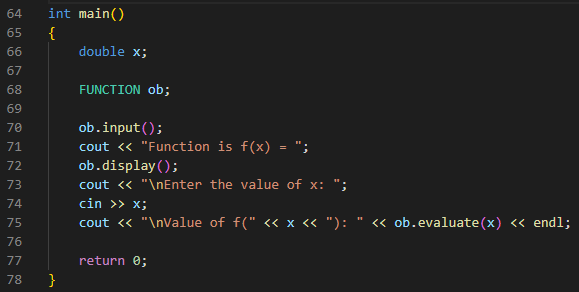 64 int main()
65 {
66     double x;
67
68     FUNCTION ob;
69
70     ob.input();
71     cout << "Function is f(x) = ";
72     ob.display();
73     cout << "\nEnter the value of x: ";
74     cin >> x;
75     cout << "\nValue of f(" << x << "): " << ob.evaluate(x) << endl;
76
77     return 0;
78 }